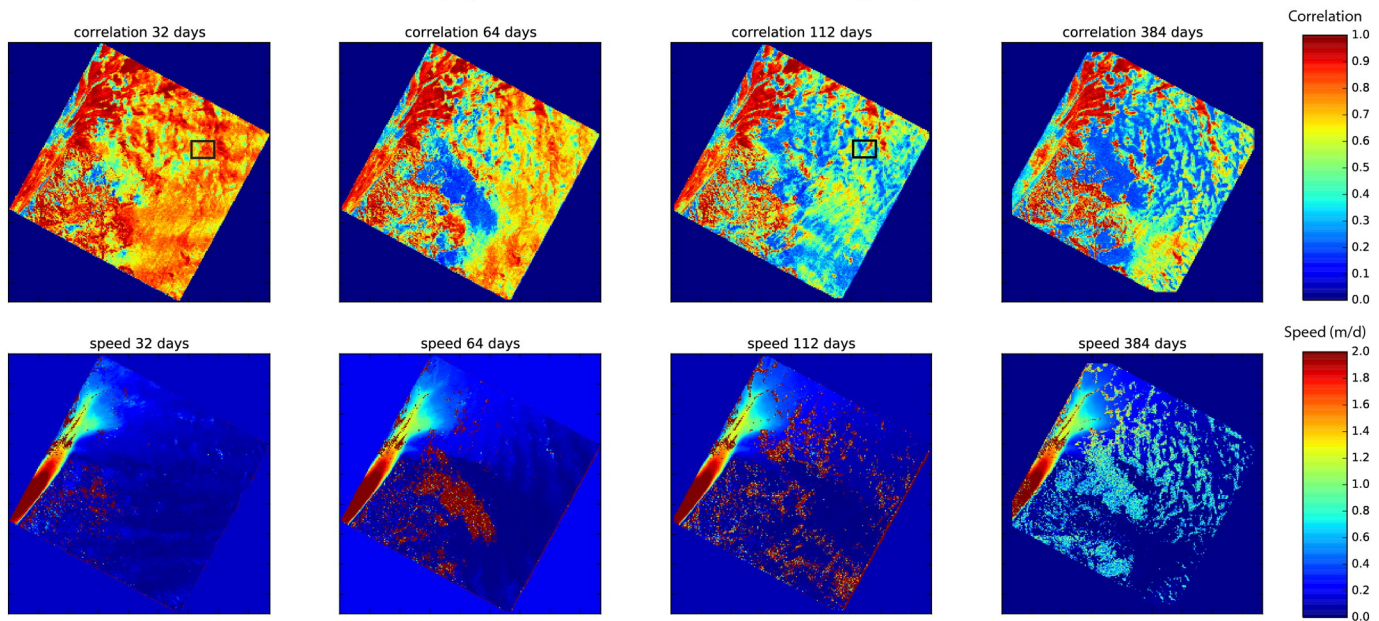 correlation 32 days
correlation 64 days
correlation 112 days
correlation 384 days
Correlation
1.0
0.9
0.8
0.7
0.6
0.5
0.4
0.3
0.2
0.1
0.0
speed 32 days
speed 64 days
speed 112 days
speed 384 days
Speed (m/d)
2.0
1.8
1.6
1.4
1.2
1.0
0.8
0.6
0.4
0.2
0.0